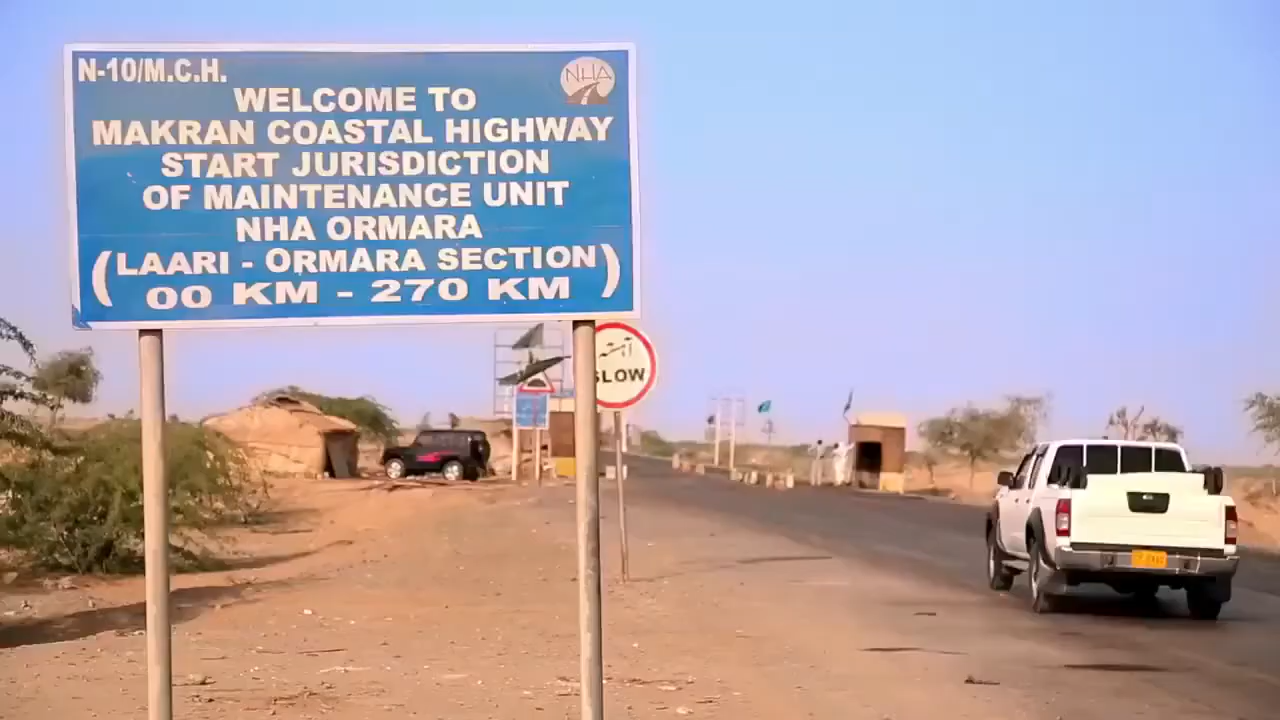 N-10/M.C.H.
NHA
WELCOME TO
MAKRAN COASTAL HIGHWAY
START JURISDICTION
OF MAINTENANCE UNIT
NHA ORMARA
(LAARI - ORMARA SECTION)
00 KM - 270 KM
آہستہ
SLOW